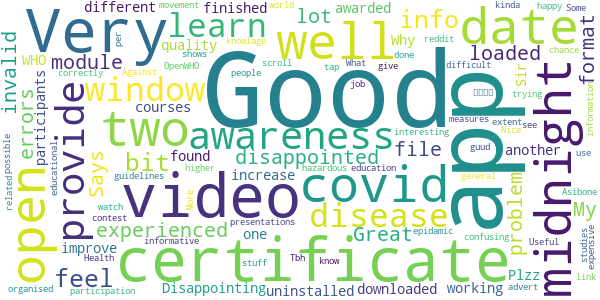 different
movement
Very
WHO
module
invalid
errors
participants
open
provide
related
possible
educational
Some
world
knowlage
Against
OpenWHO
learn
finished
lot
quality
window
courses
two
bit
found
Says
video
experienced
guidelines
increase
watch
contest
improve
informative
feel
Health
organised
participation
certificate
More
one
stuff
presentations
Disappointing
uninstalled
Tbh
know
downloaded
hazardous
education
disappointed
awareness
Good
well
awarded
per
shows
people
scroll
tap
What
job
Why
reddit
done
give
info
loaded
difficult
interesting
file
another
covid
disease
Great
epidamic
confusing
working
Plzz
advert
Useful
expensive
studies
My
problem
app
general
Nice
measures
extent
see
guud
Sir
trying
date
kinda
happy
chance
correctly
format
information
midnight
use
Asibone
link
higher